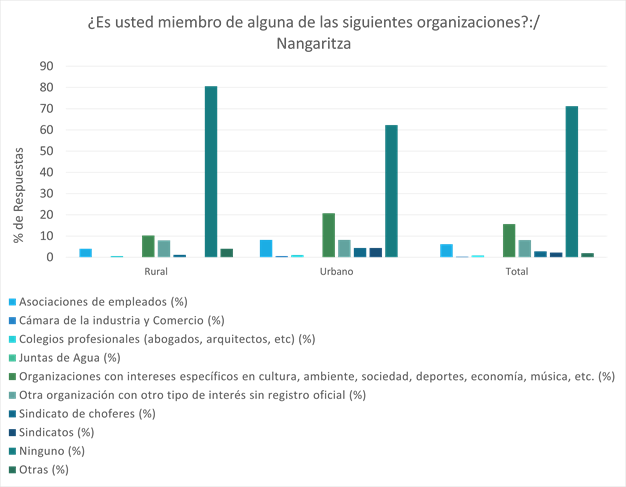 ¿Es usted miembro de alguna de las siguientes organizaciones?:/
Nangaritza
90
80
70
60
50
40
30
20
10
0
% de Respuestas
Rural
Urbano
Total
Asociaciones de empleados (%)
Cámara de la industria y Comercio (%)
Colegios profesionales (abogados, arquitectos, etc) (%)
Juntas de Agua (%)
Organizaciones con intereses específicos en cultura, ambiente, sociedad, deportes, economía, música, etc. (%)
Otra organización con otro tipo de interés sin registro oficial (%)
Sindicato de choferes (%)
Sindicatos (%)
Ninguno (%)
Otras (%)